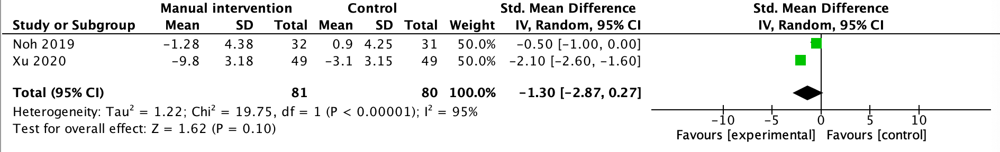 Manual intervention Control Std. Mean Difference Std. Mean Difference
Study or Subgroup Mean SD Total Mean SD Total Weight IV, Random, 95% CI IV, Random, 95% CI
Noh 2019 −1.28 4.38 32 0.9 4.25 31 50.0% −0.50 [−1.00, 0.00]
Xu 2020 −9.8 3.18 49 −3.1 3.15 49 50.0% −2.10 [−2.60, −1.60]
Total (95% CI) 81 80 100.0% −1.30 [−2.87, 0.27]
Heterogeneity: Tau² = 1.22; Chi² = 19.75, df = 1 (P < 0.00001); I² = 95%
Test for overall effect: Z = 1.62 (P = 0.10)
−10 −5 0 5 10
Favours [experimental] Favours [control]